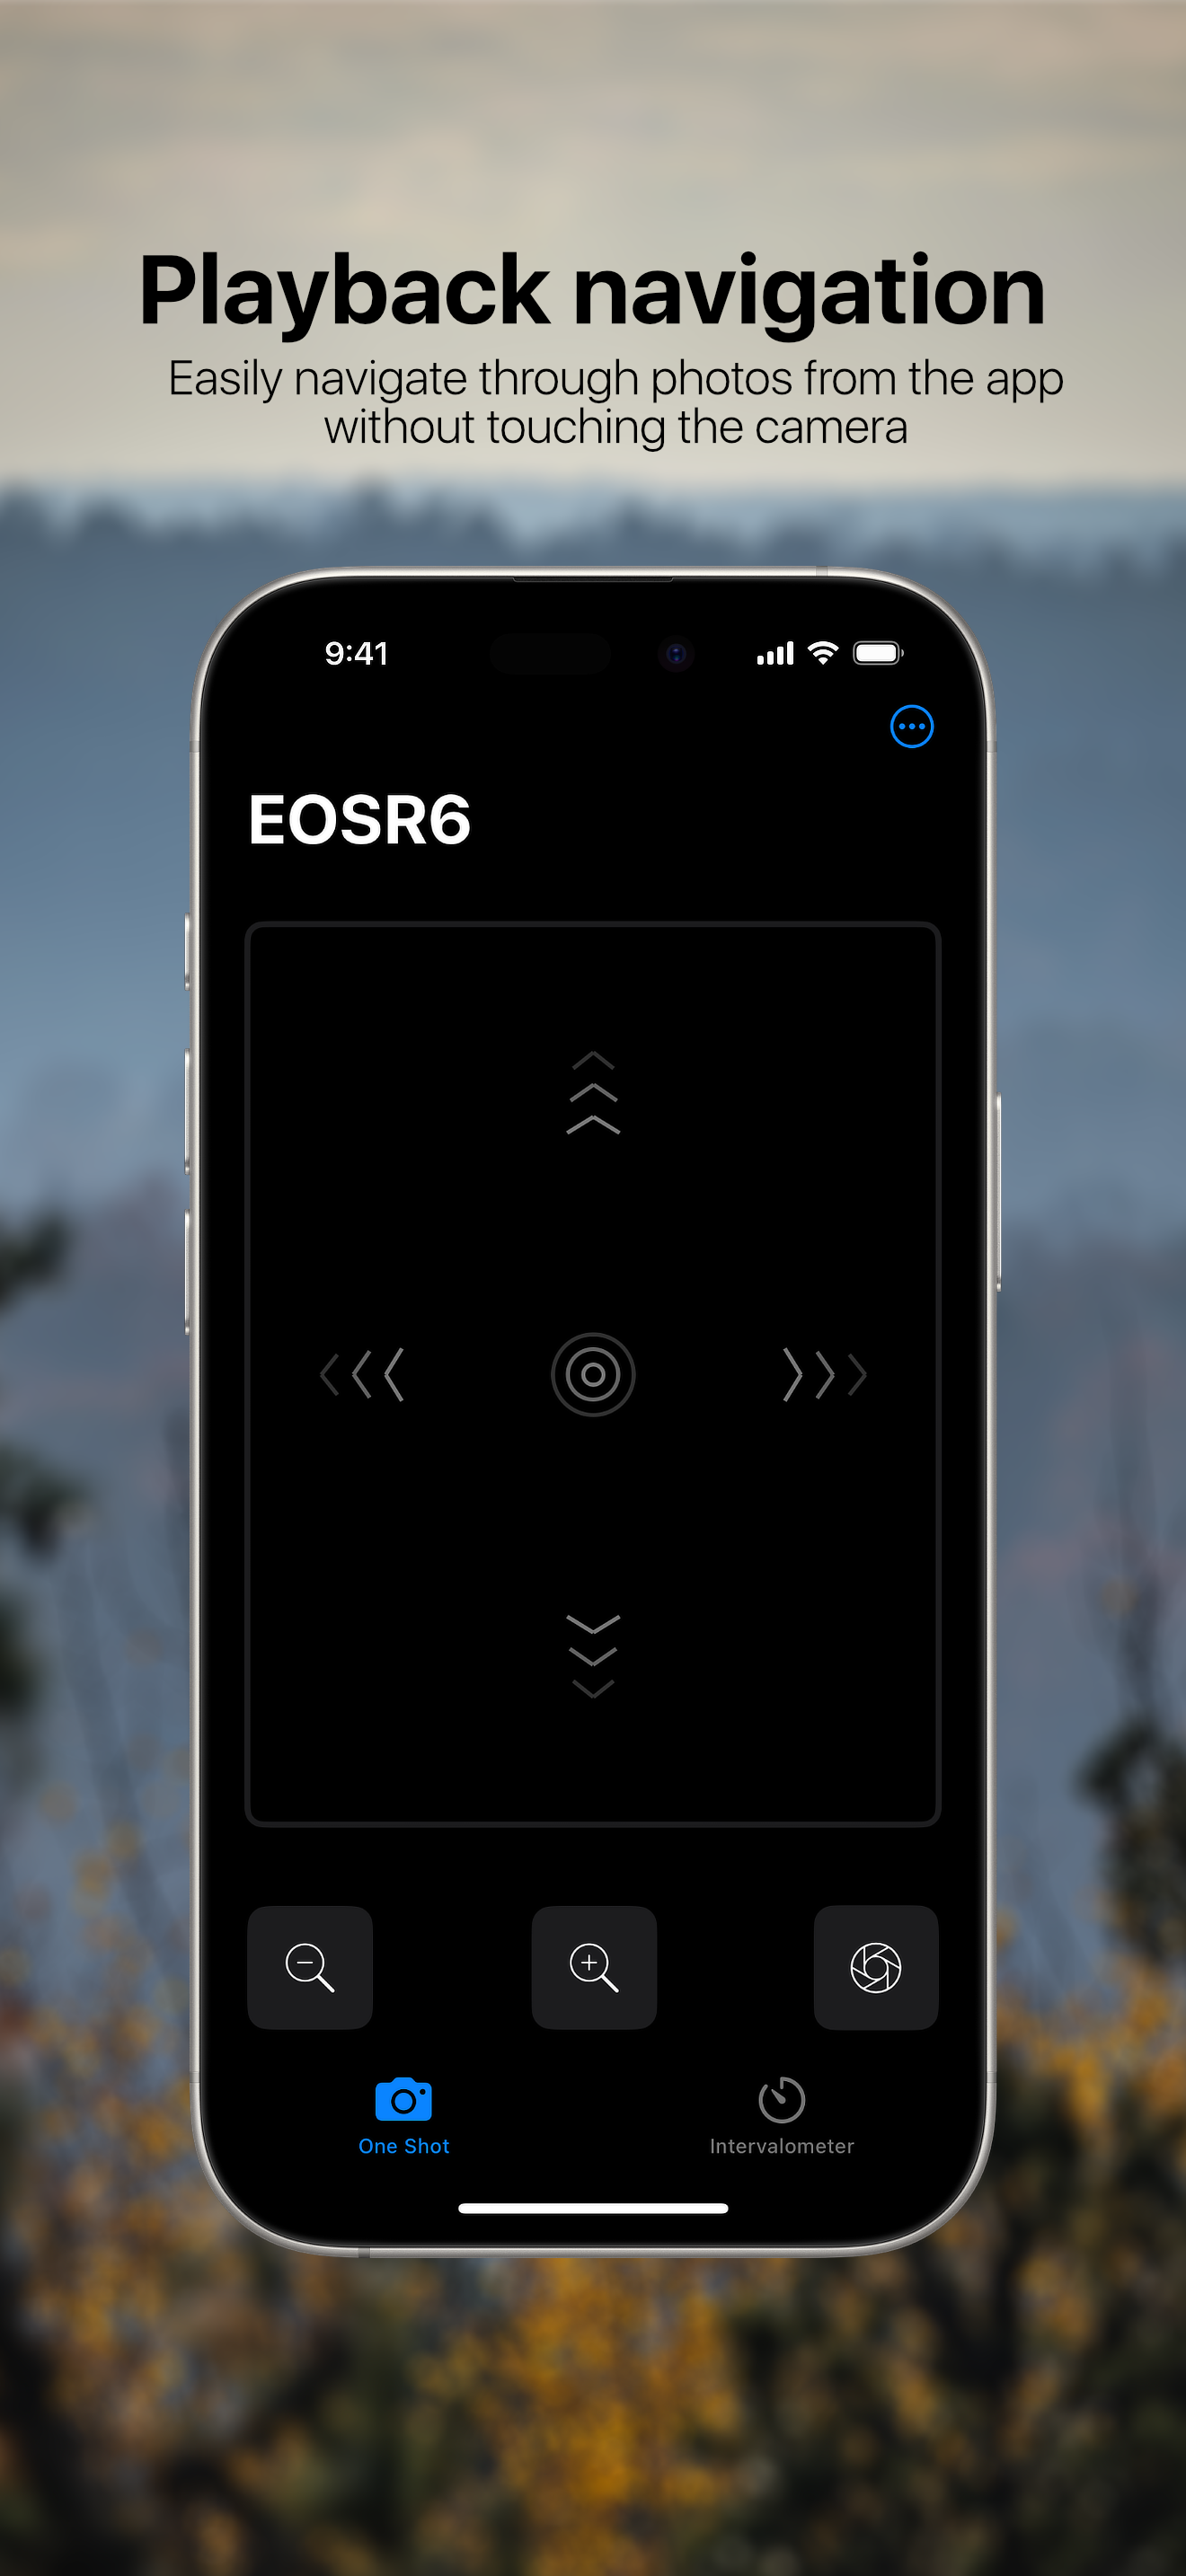 Playback navigation
Easily navigate through photos from the app
without touching the camera
9:41
EOSR6
One Shot
Intervalometer